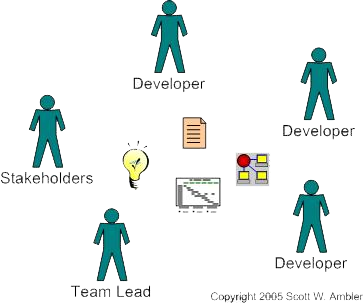 Developer
Developer
Stakeholders
Developer
Team Lead
Copyright 2005 Scott W. Ambler